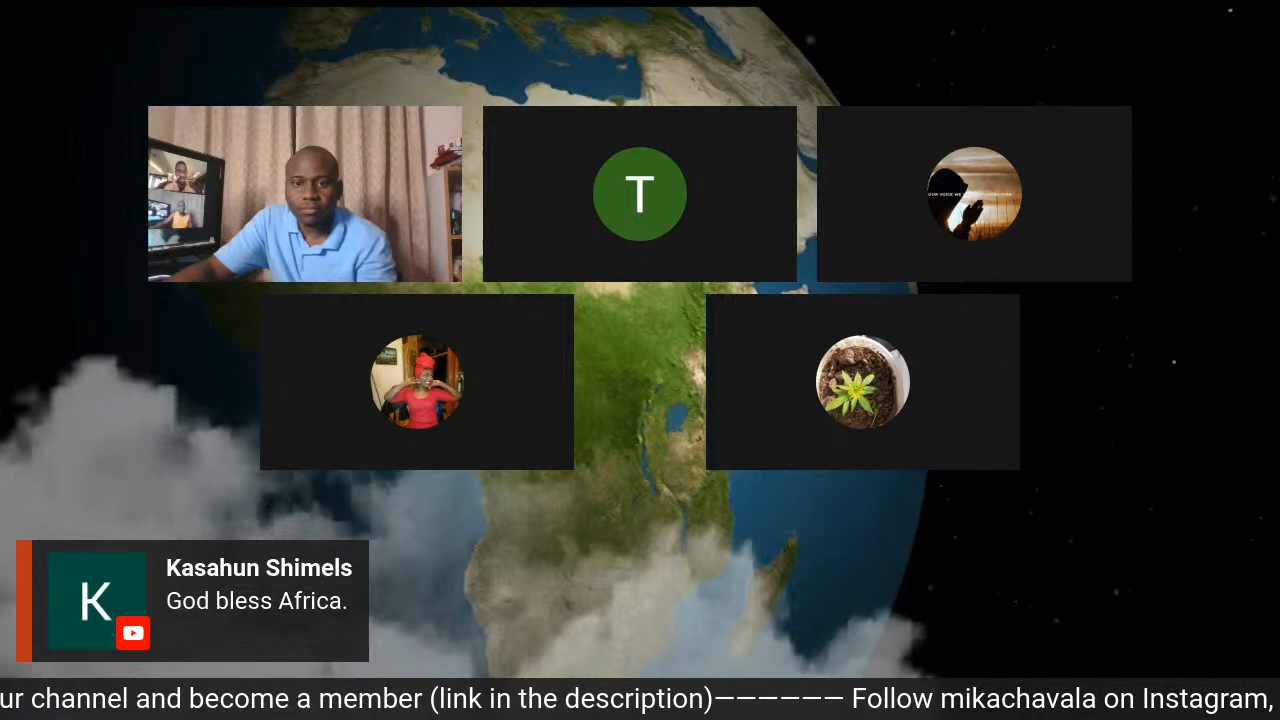 T
K
Kasahun Shimels
God bless Africa.
ur channel and become a member (link in the description)—————— Follow mikachavala on Instagram,